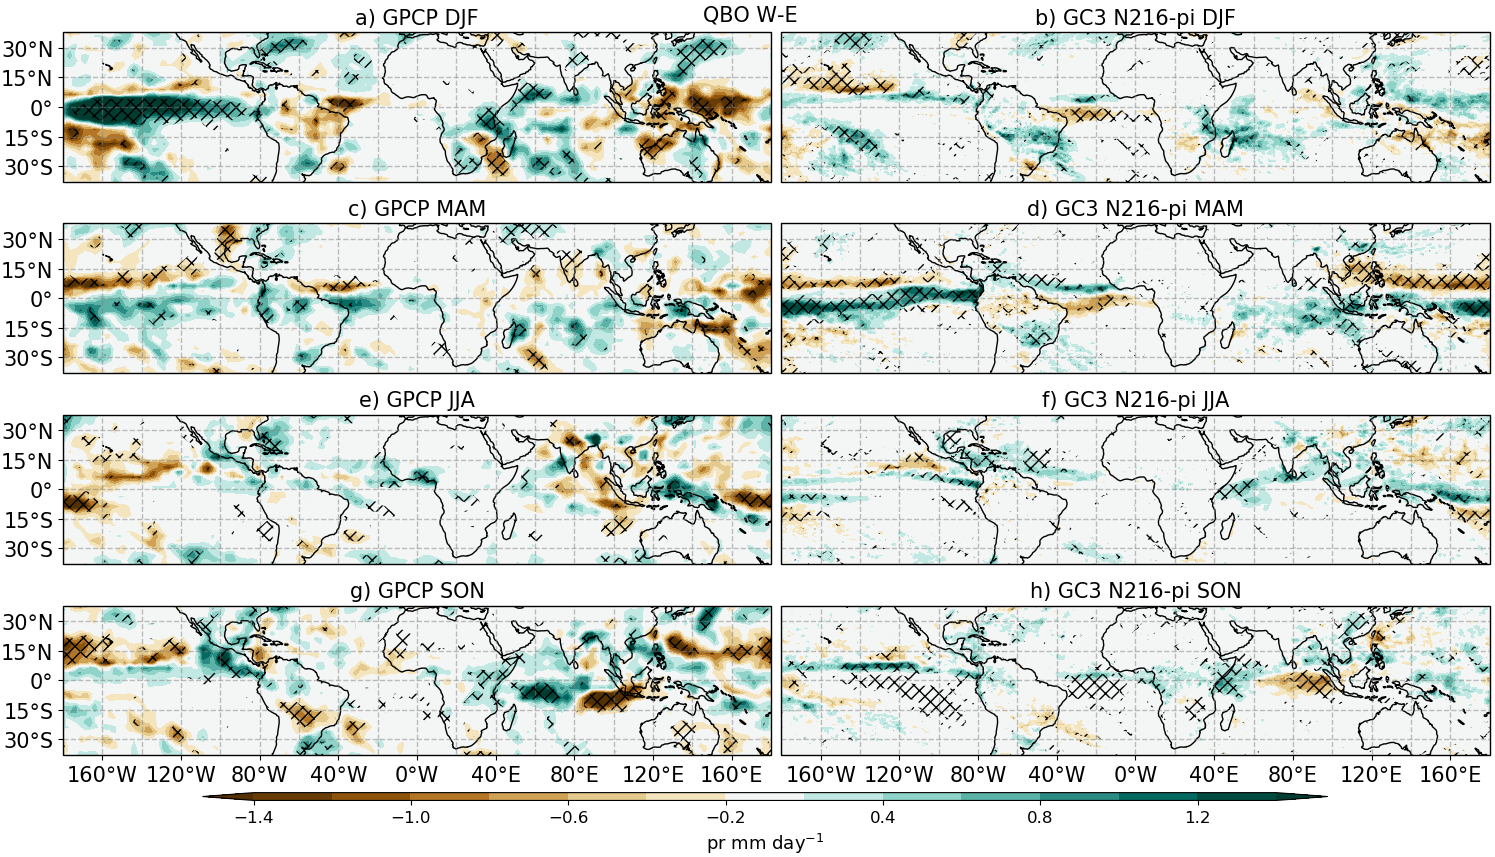 QBO W-E
a) GPCP DJF
b) GC3 N216-pi DJF
30°N
15°N
0°
15°S
30°S
c) GPCP MAM
d) GC3 N216-pi MAM
30°N
15°N
0°
15°S
30°S
e) GPCP JJA
f) GC3 N216-pi JJA
30°N
15°N
0°
15°S
30°S
g) GPCP SON
h) GC3 N216-pi SON
30°N
15°N
0°
15°S
30°S
160°W 120°W 80°W 40°W 0°W 40°E 80°E 120°E 160°E
160°W 120°W 80°W 40°W 0°W 40°E 80°E 120°E 160°E
−1.4 −1.0 −0.6 −0.2 0.4 0.8 1.2
pr mm day⁻¹